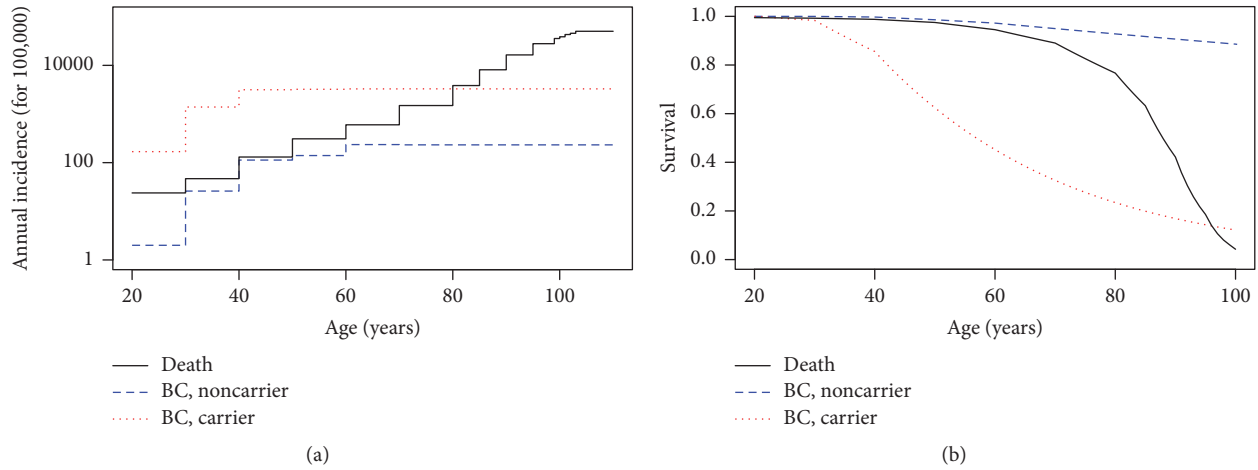 Annual incidence (for 100,000)
10000
100
1
20 40 60 80 100
Age (years)
Death
BC, noncarrier
BC, carrier
(a)
Survival
1.0
0.8
0.6
0.4
0.2
0.0
20 40 60 80 100
Age (years)
Death
BC, noncarrier
BC, carrier
(b)